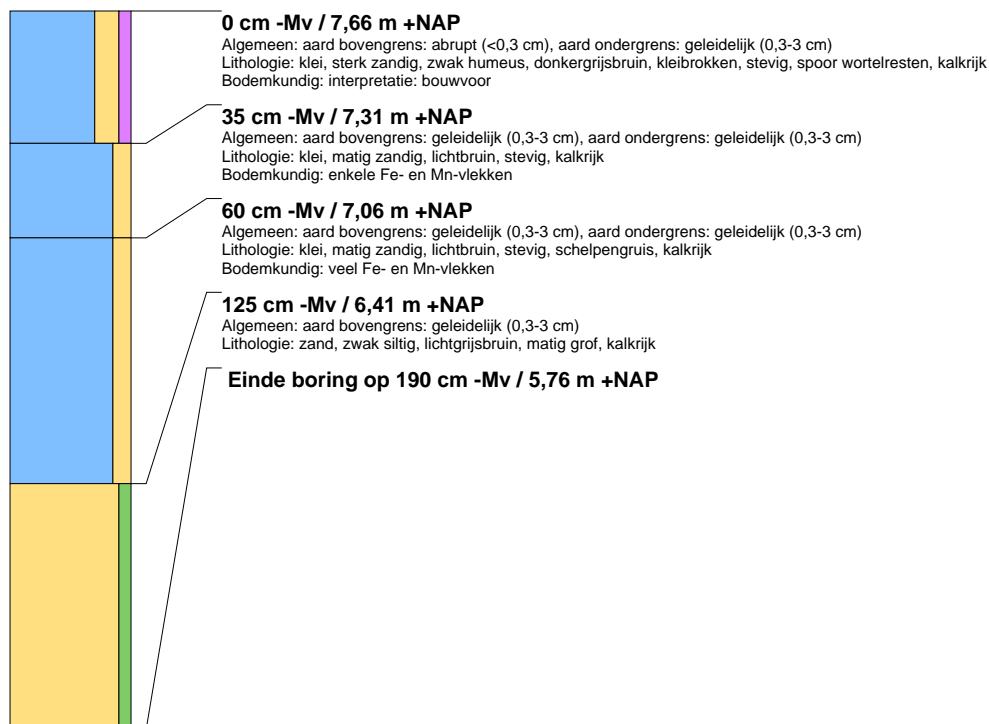 0 cm -Mv / 7,66 m +NAP
Algemeen: aard bovengrens: abrupt (<0,3 cm), aard ondergrens: geleidelijk (0,3-3 cm)
Lithologie: klei, sterk zandig, zwak humeus, donkergrijsbruin, kleibrokken, stevig, spoor wortelresten, kalkrijk
Bodemkundig: interpretatie: bouwvoor
35 cm -Mv / 7,31 m +NAP
Algemeen: aard bovengrens: geleidelijk (0,3-3 cm), aard ondergrens: geleidelijk (0,3-3 cm)
Lithologie: klei, matig zandig, lichtbruin, stevig, kalkrijk
Bodemkundig: enkele Fe- en Mn-vlekken
60 cm -Mv / 7,06 m +NAP
Algemeen: aard bovengrens: geleidelijk (0,3-3 cm), aard ondergrens: geleidelijk (0,3-3 cm)
Lithologie: klei, matig zandig, lichtbruin, stevig, schelpengruis, kalkrijk
Bodemkundig: veel Fe- en Mn-vlekken
125 cm -Mv / 6,41 m +NAP
Algemeen: aard bovengrens: geleidelijk (0,3-3 cm)
Lithologie: zand, zwak siltig, lichtgrijsbruin, matig grof, kalkrijk
Einde boring op 190 cm -Mv / 5,76 m +NAP